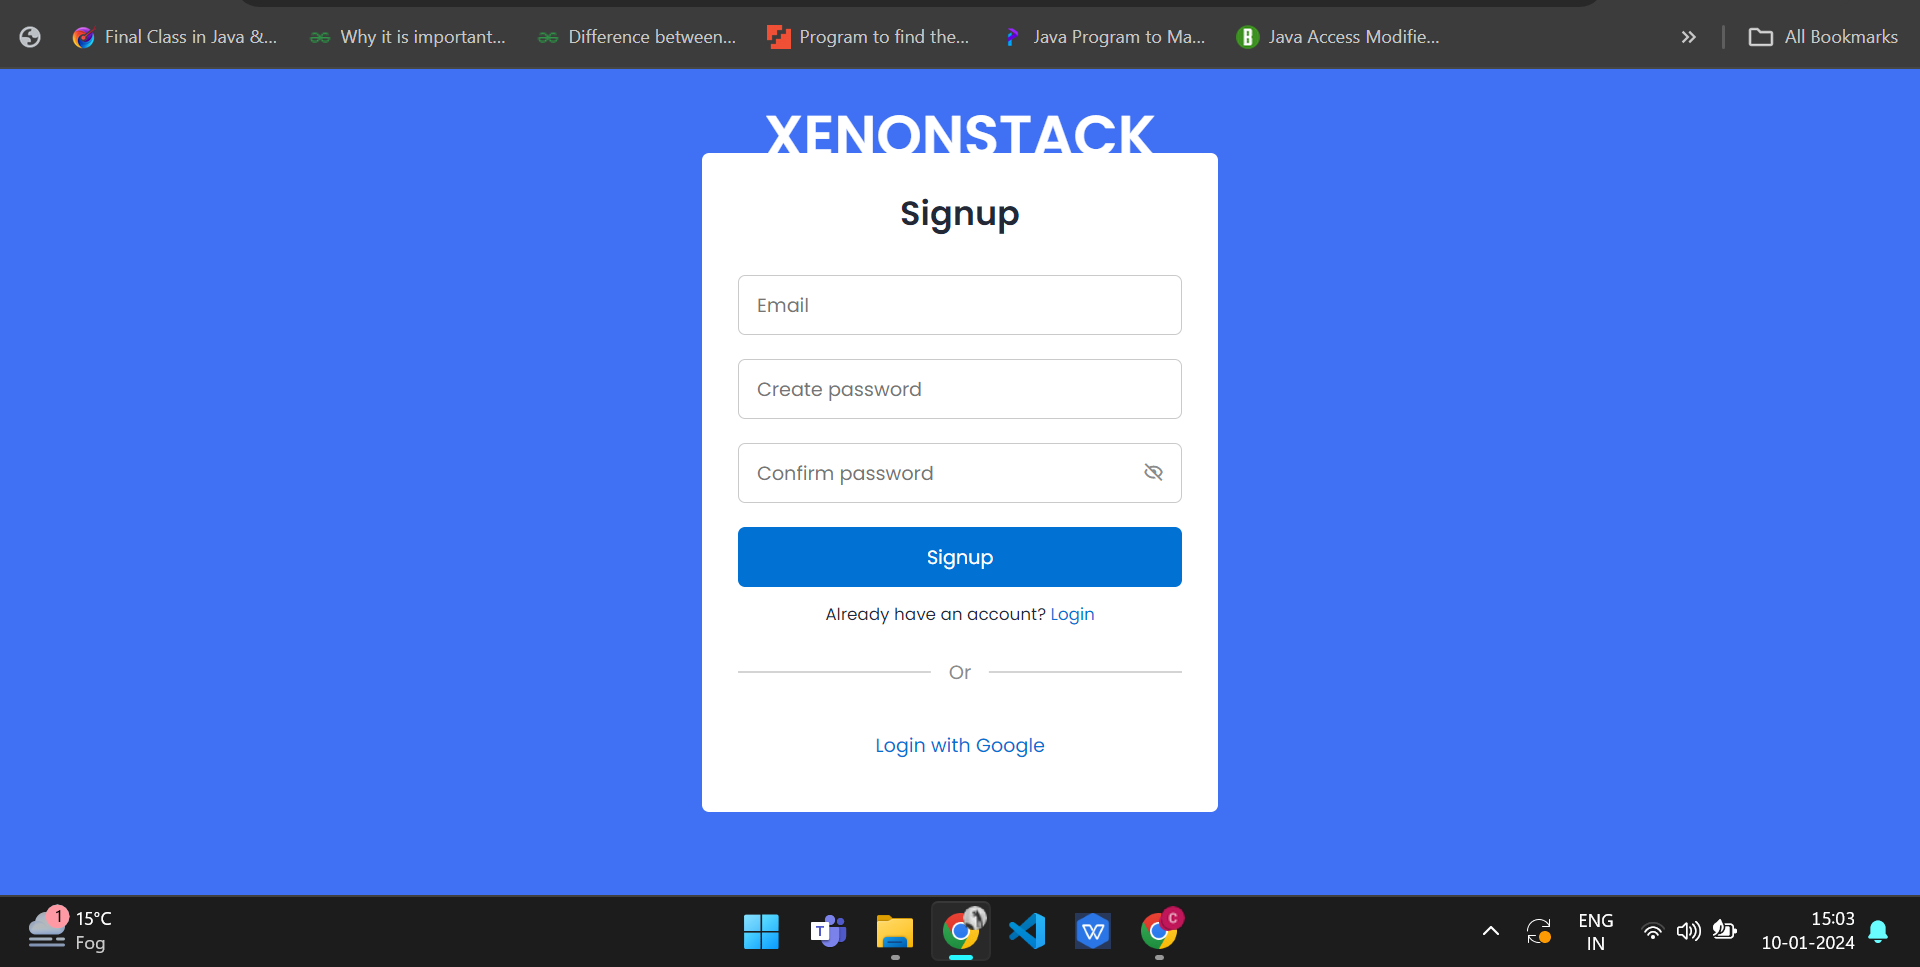 Final Class in Java &...
Why it is important...
Difference between...
Program to find the...
Java Program to Ma...
Java Access Modifie...
All Bookmarks
XENONSTACK
Signup
Email
Create password
Confirm password
Signup
Already have an account? Login
Or
Login with Google
1
15°C
Fog
T
W
C
ENG
IN
15:03
10-01-2024